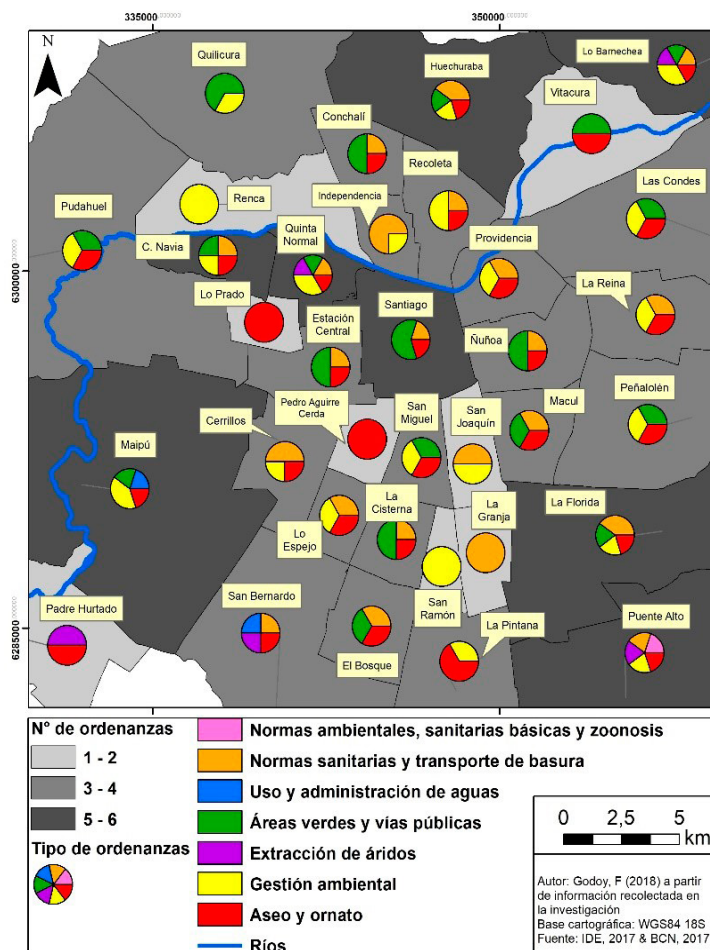 335000,000000
350000,000000
N
Quilicura
Huechuraba
Lo Barnechea
Vitacura
Conchalí
Recoleta
Renca
Independencia
Las Condes
Pudahuel
C. Navia
Quinta
Normal
Providencia
6300000,000000
Lo Prado
La Reina
Estación
Central
Santiago
Ñuñoa
Pedro Aguirre
Cerda
San
Miguel
San
Joaquín
Macul
Peñalolén
Cerrillos
Maipú
La
Cisterna
La
Granja
La Florida
Lo
Espejo
Padre Hurtado
San Bernardo
San
Ramón
La Pintana
Puente Alto
6285000,000000
El Bosque
N° de ordenanzas
1 - 2
3 - 4
5 - 6
Tipo de ordenanzas
Normas ambientales, sanitarias básicas y zoonosis
Normas sanitarias y transporte de basura
Uso y administración de aguas
Áreas verdes y vías públicas
Extracción de áridos
Gestión ambiental
Aseo y ornato
Ríos
0 2,5 5
km
Autor: Godoy, F (2018) a partir
de información recolectada en
la investigación
Base cartográfica: WGS84 18S
Fuente: IDE, 2017 & BCN, 2017